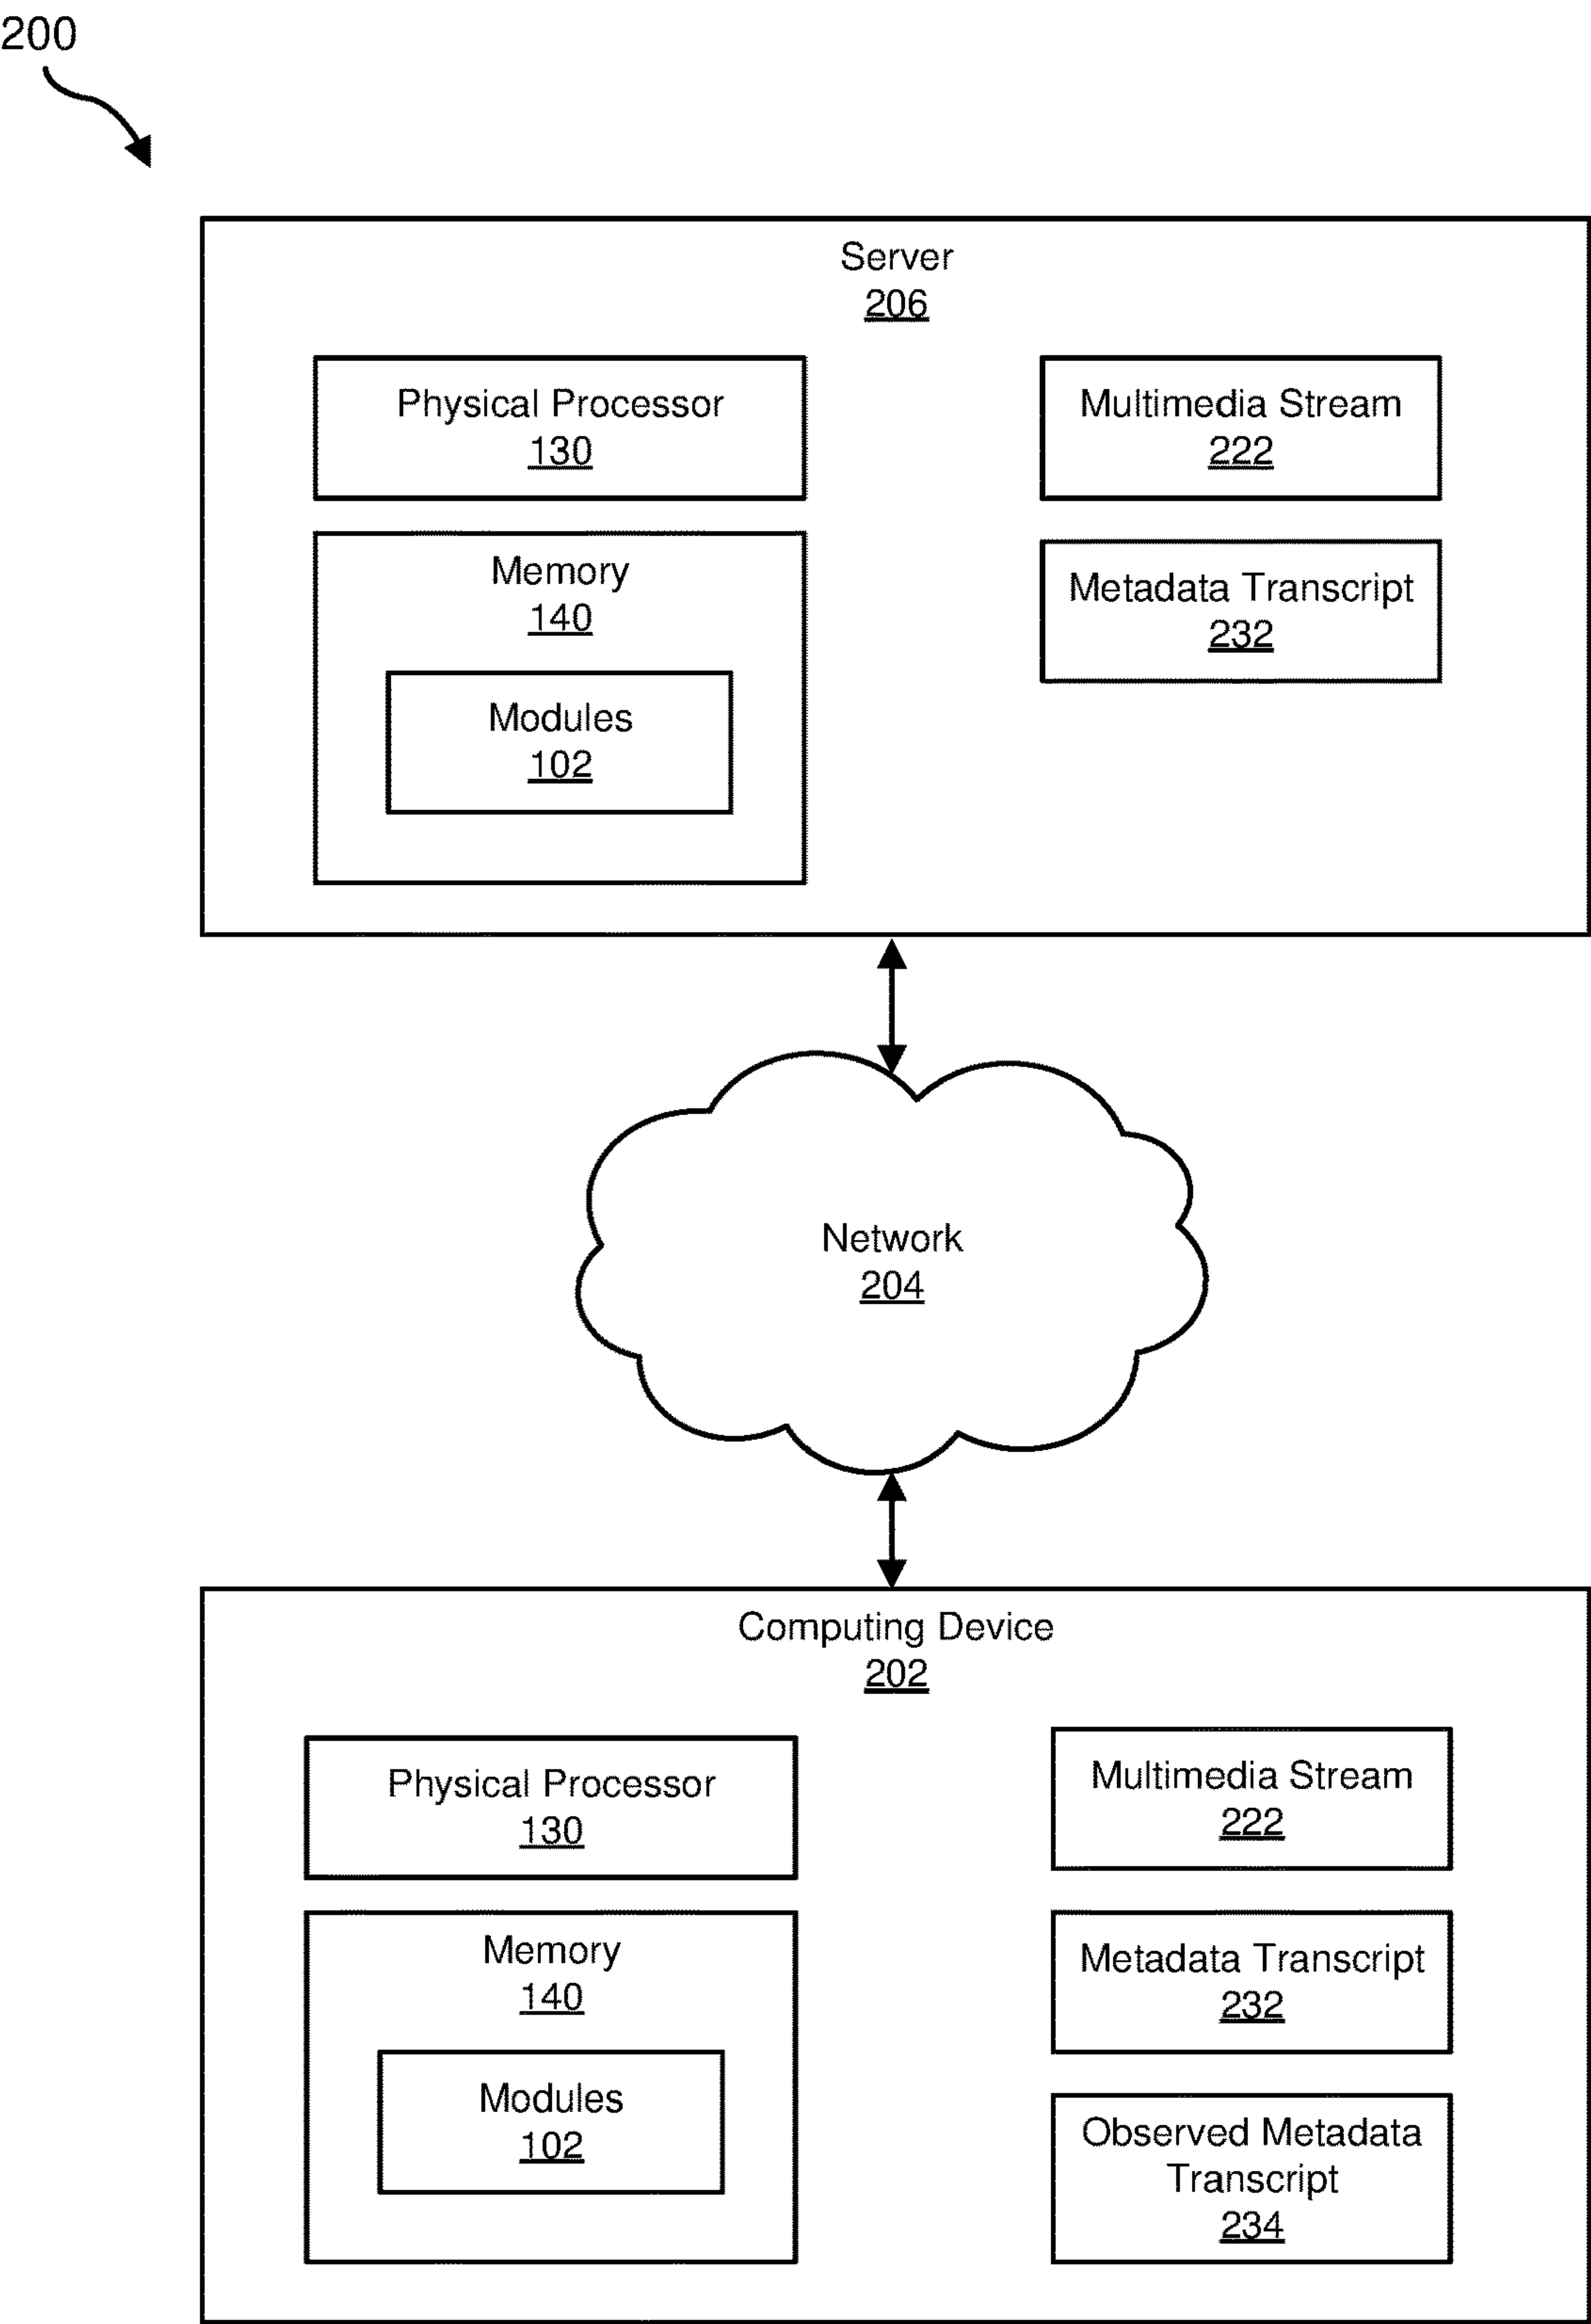 200
Server
206
Physical Processor
130
Memory
140
Modules
102
Multimedia Stream
222
Metadata Transcript
232
Network
204
Computing Device
202
Physical Processor
130
Memory
140
Modules
102
Multimedia Stream
222
Metadata Transcript
232
Observed Metadata
Transcript
234